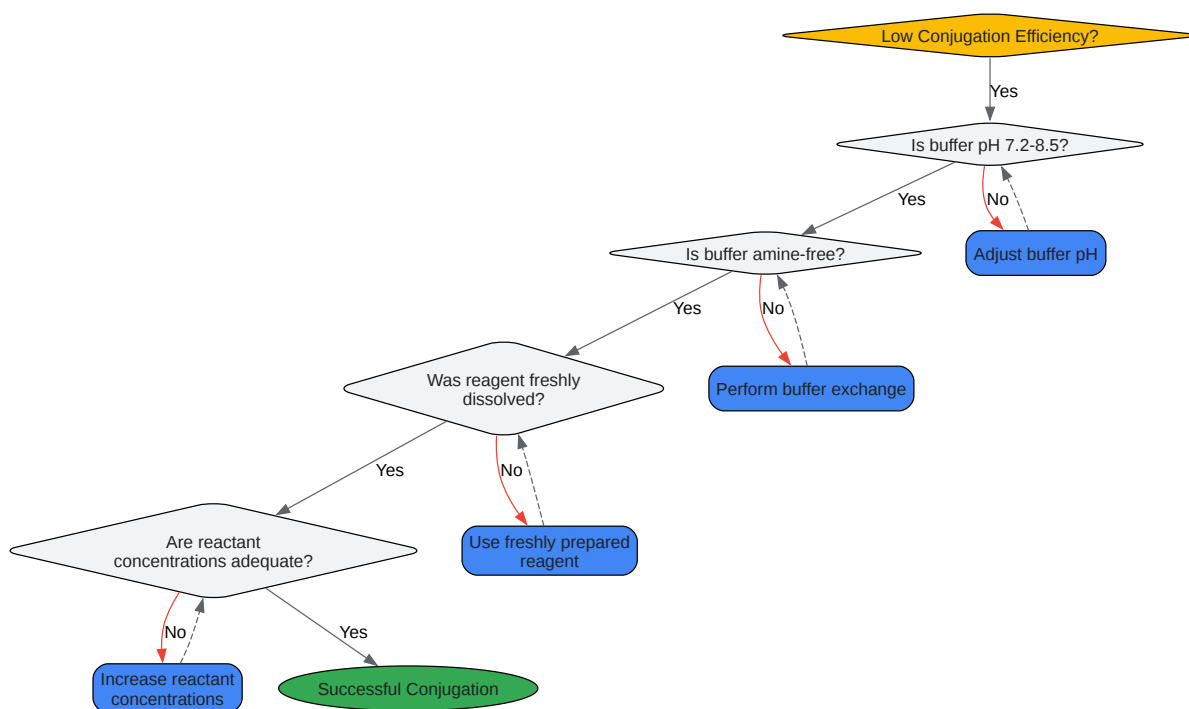 Low Conjugation Efficiency?
Yes
Is buffer pH 7.2-8.5?
Yes
No
Is buffer amine-free?
Adjust buffer pH
Yes
No
Was reagent freshly
dissolved?
Perform buffer exchange
Yes
No
Are reactant
concentrations adequate?
Use freshly prepared
reagent
No
Yes
Increase reactant
concentrations
Successful Conjugation